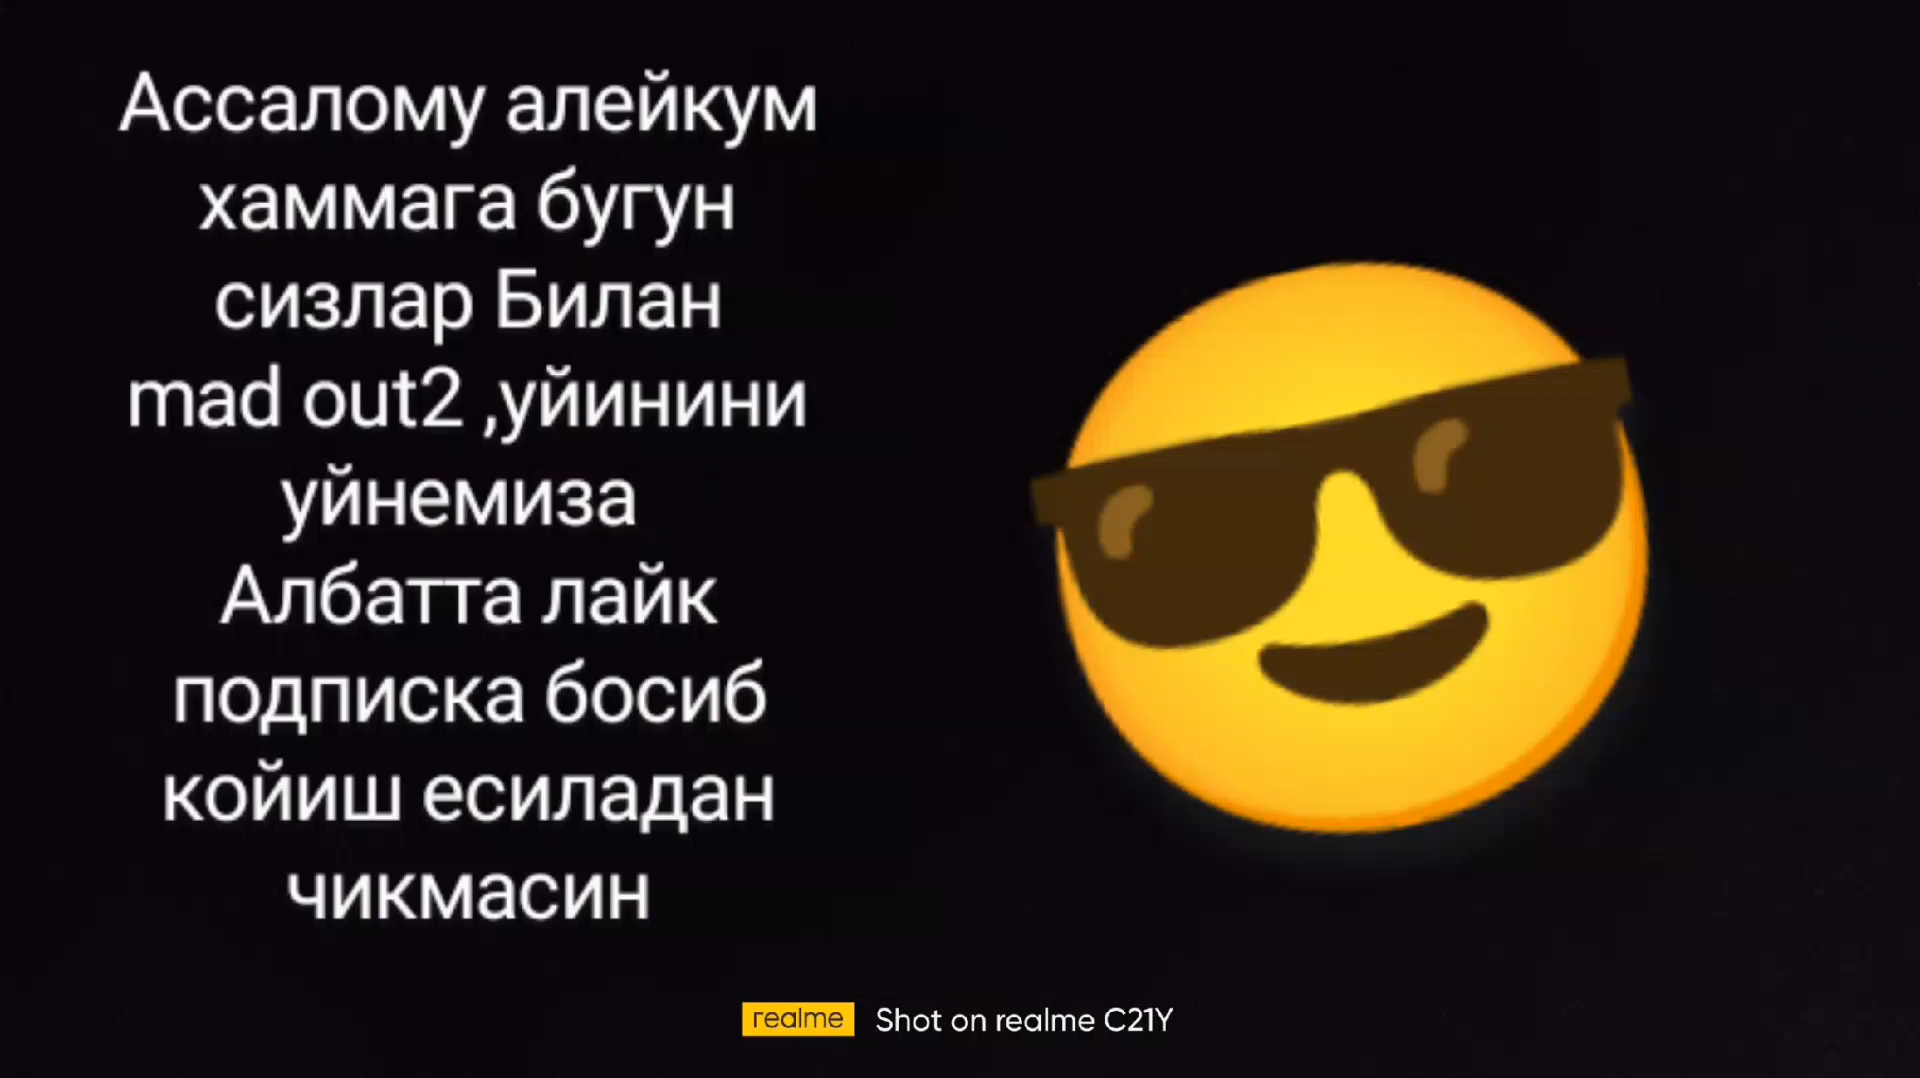 Ассалому алейкум
хаммага бугун
сизлар Билан
mad out2 ,уйинини
уйнемиза
Албатта лайк
подписка босиб
койиш есиладан
чикмасин
realme Shot on realme C21Y